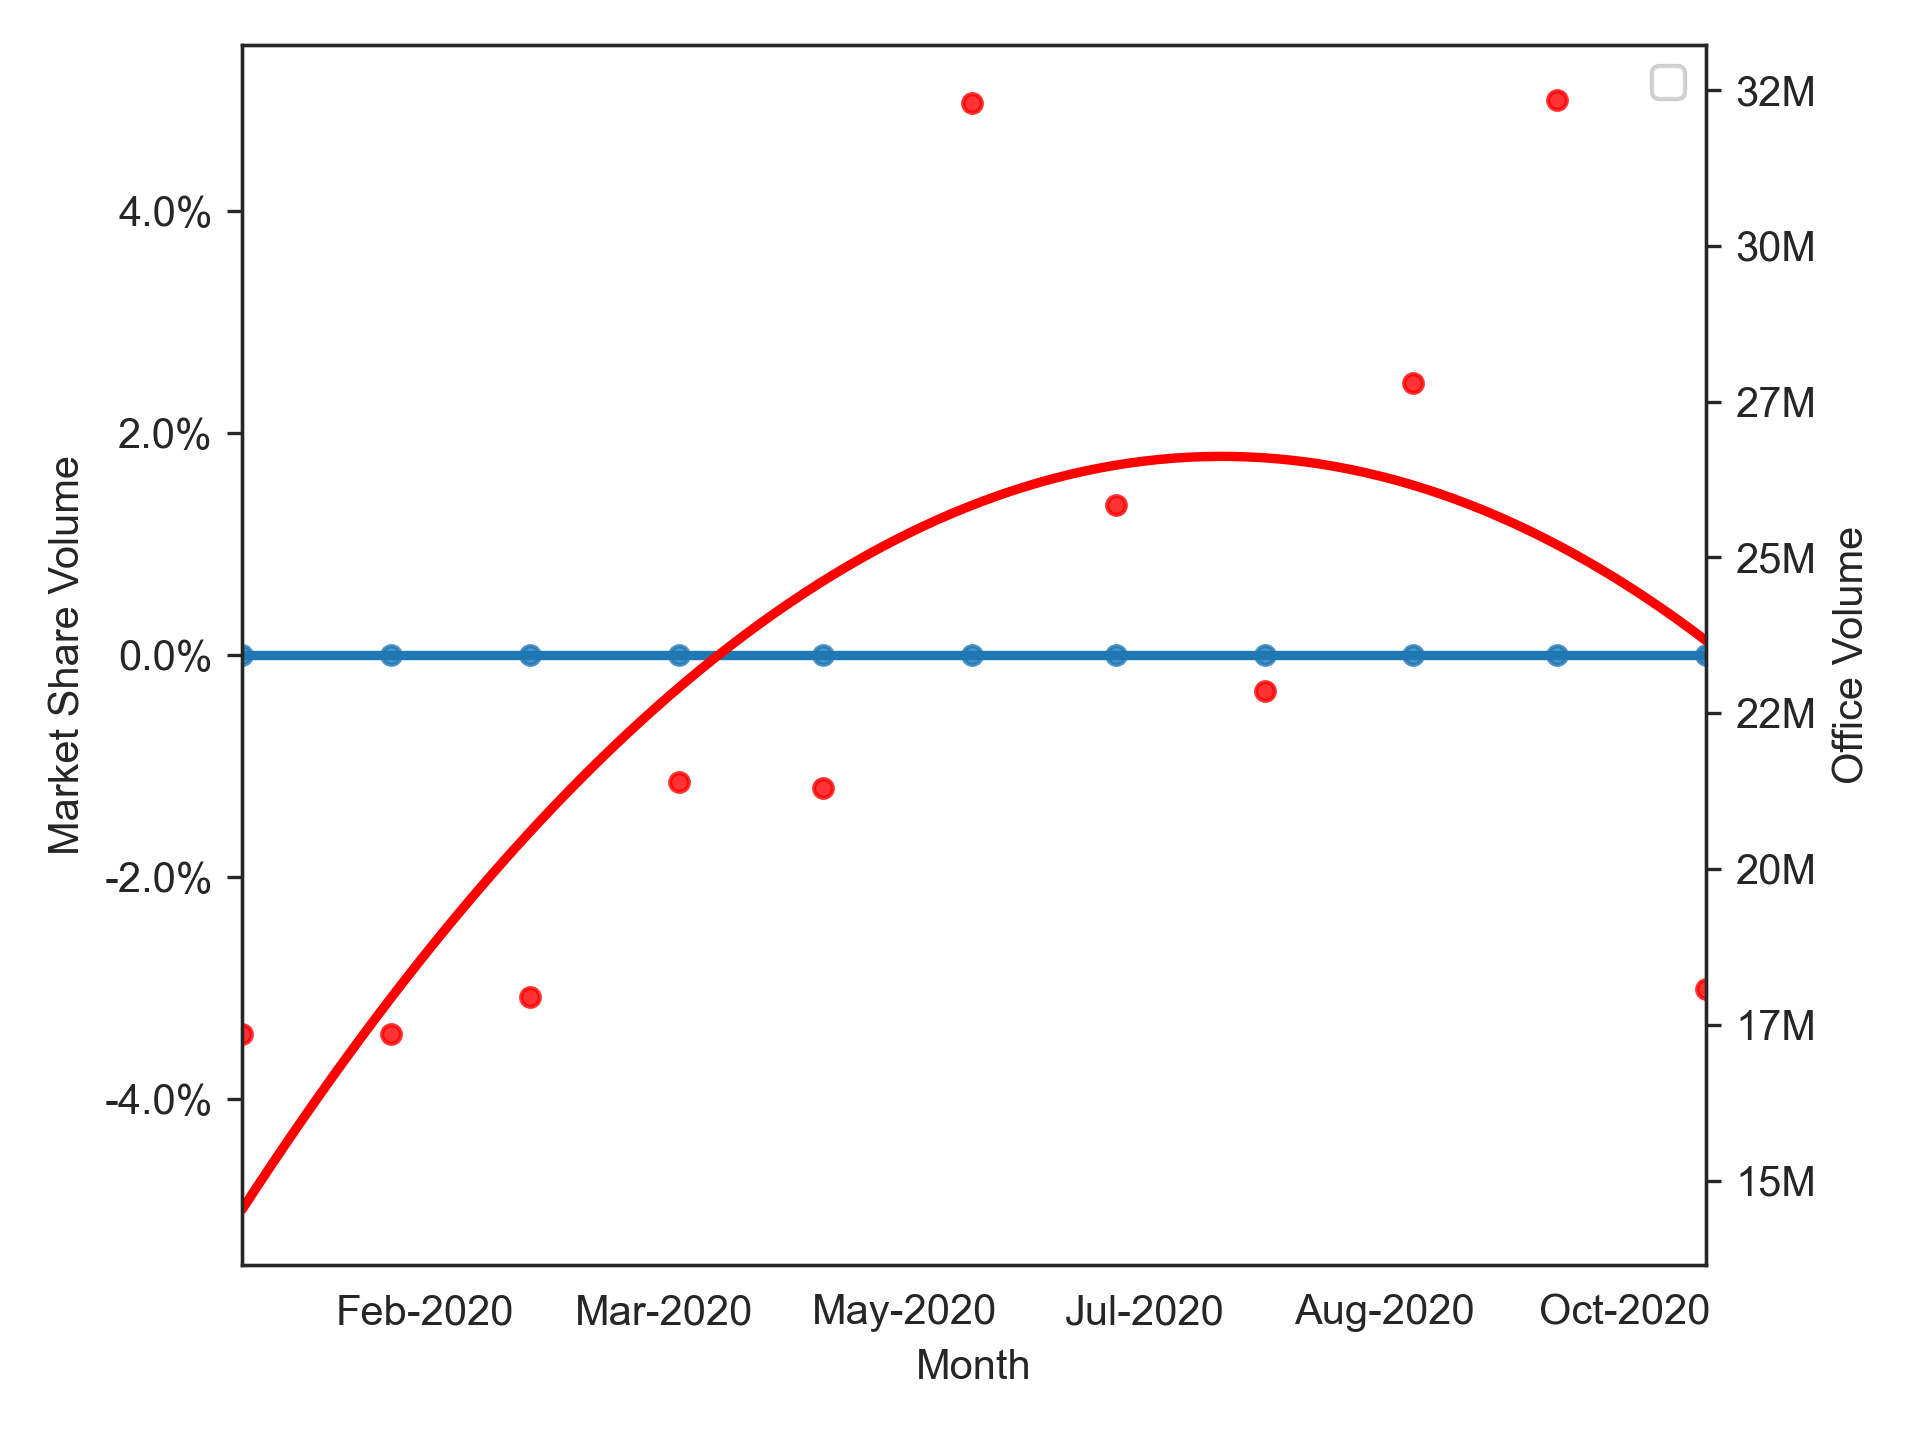 Market Share Volume
4.0%
2.0%
0.0%
-2.0%
-4.0%
32M
30M
27M
25M
22M
20M
17M
15M
Office Volume
Feb-2020 Mar-2020 May-2020 Jul-2020 Aug-2020 Oct-2020
Month